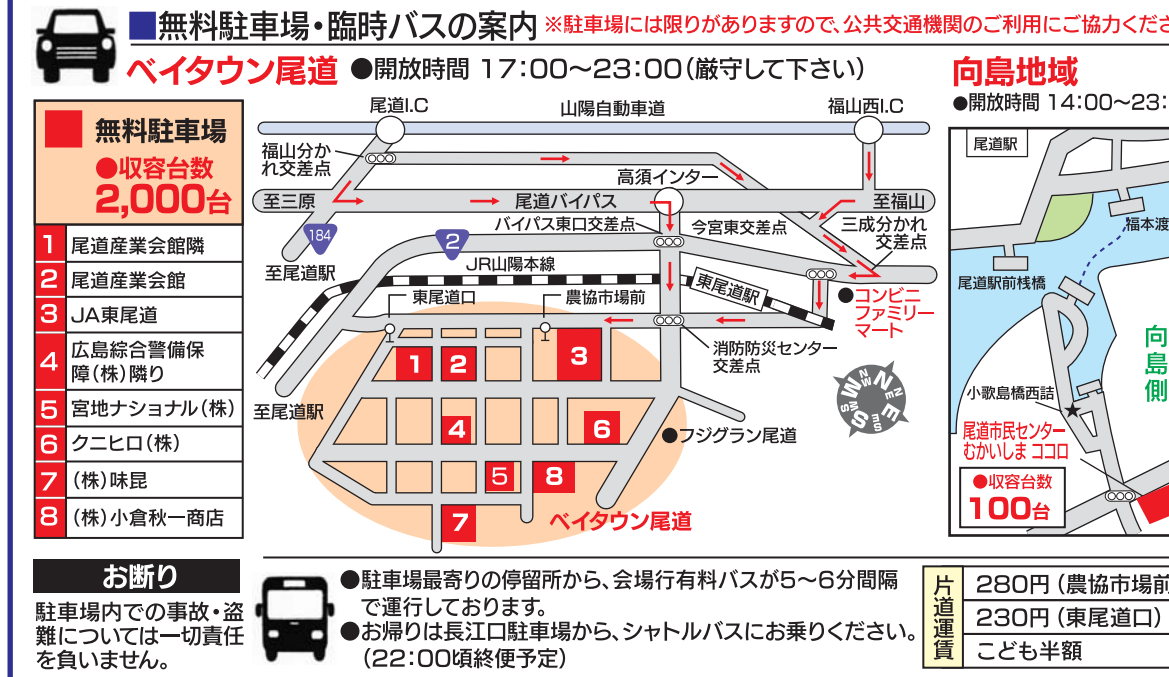 ■無料駐車場・臨時バスの案内 ※駐車場には限りがありますので、公共交通機関のご利用にご協力くださ
ベイタウン尾道 ●開放時間 17:00〜23:00(厳守して下さい)
無料駐車場
●収容台数
2,000台
1 尾道産業会館隣
2 尾道産業会館
3 JA東尾道
4 広島綜合警備保
障(株)隣り
5 宮地ナショナル(株)
6 クニヒロ(株)
7 (株)味昆
8 (株)小倉秋一商店
尾道I.C
山陽自動車道
福山西I.C
福山分か
れ交差点
高須インター
至三原
尾道バイパス
至福山
184
バイパス東口交差点
今宮東交差点
三成分かれ
交差点
2
至尾道駅
JR山陽本線
東尾道駅
東尾道口
農協市場前
●コンビニ
ファミリー
マート
消防防災センター
交差点
1
2
3
至尾道駅
4
6
●フジグラン尾道
5
8
7
ベイタウン尾道
N
NE
E
SE
S
SW
W
NW
向島地域
●開放時間 14:00〜23:
尾道駅
福本渡
尾道駅前桟橋
向
島
側
小歌島橋西詰
★
尾道市民センター
むかいしま ココロ
●収容台数
100台
お断り
駐車場内での事故・盗
難については一切責任
を負いません。
●駐車場最寄りの停留所から、会場行有料バスが5〜6分間隔
で運行しております。
●お帰りは長江口駐車場から、シャトルバスにお乗りください。
(22:00頃終便予定)
片道運賃
280円(農協市場前
230円(東尾道口)
こども半額